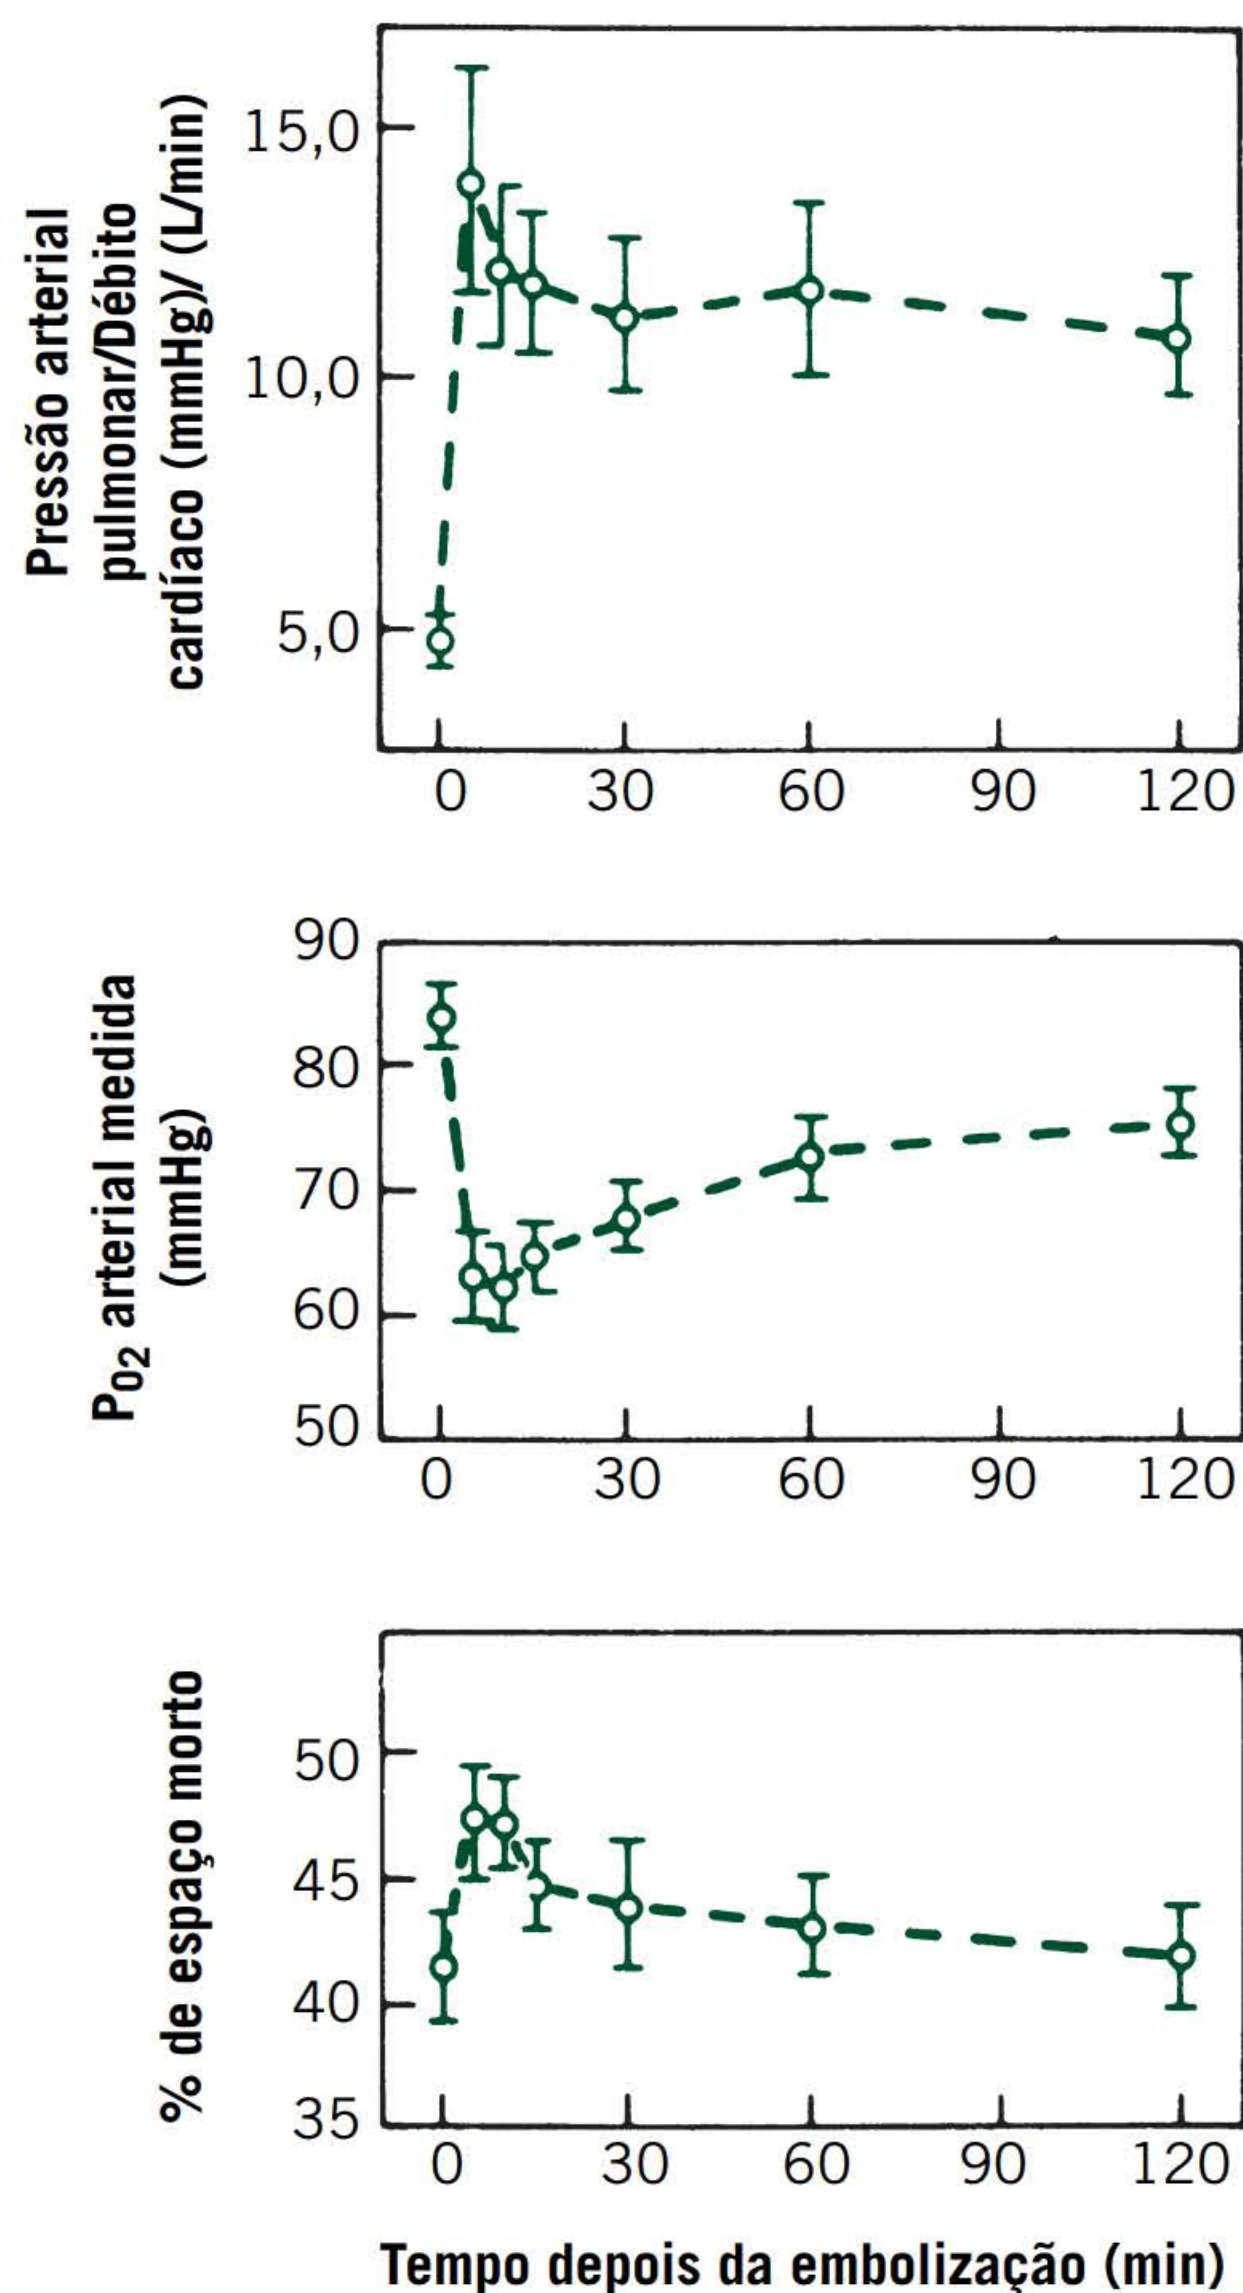 Pressão arterial
pulmonar/Débito
cardíaco (mmHg)/ (L/min)
15,0
10,0
5,0
0 30 60 90 120
P02 arterial medida
(mmHg)
90
80
70
60
50
0 30 60 90 120
% de espaço morto
50
45
40
35
0 30 60 90 120
Tempo depois da embolização (min)